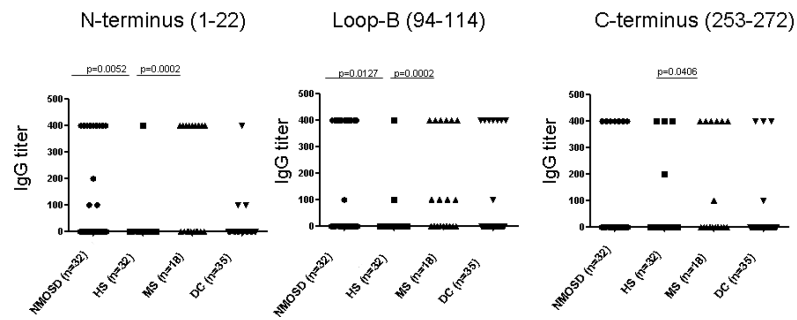 N-terminus (1-22)
Loop-B (94-114)
C-terminus (253-272)
p=0.0052 p=0.0002
p=0.0127 p=0.0002
p=0.0406
IgG titer
500
400
300
200
100
0
NMOSD (n=32)
HS (n=32)
MS (n=18)
DC (n=35)
IgG titer
500
400
300
200
100
0
NMOSD (n=32)
HS (n=32)
MS (n=18)
DC (n=35)
IgG titer
500
400
300
200
100
0
NMOSD (n=32)
HS (n=32)
MS (n=18)
DC (n=35)